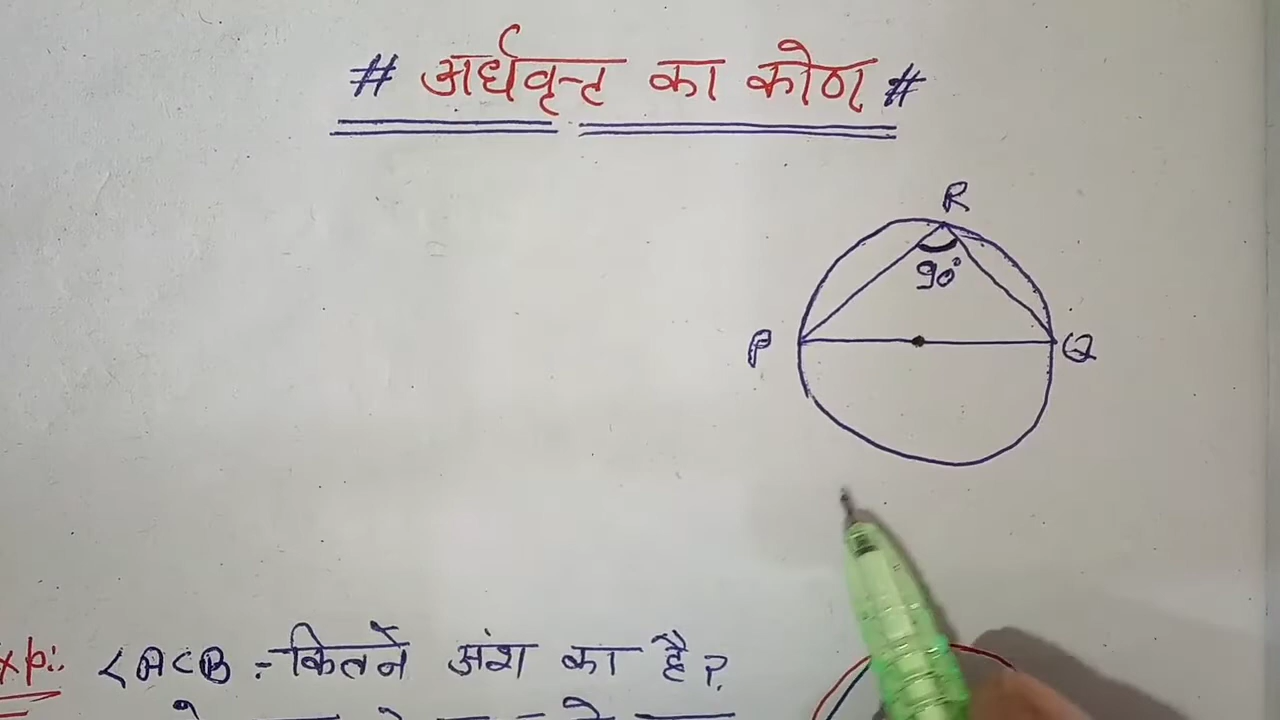 # अर्धवृत्त का कोण #
R
90°
P
Q
Exp:. <ACB = कितने अंश का है?